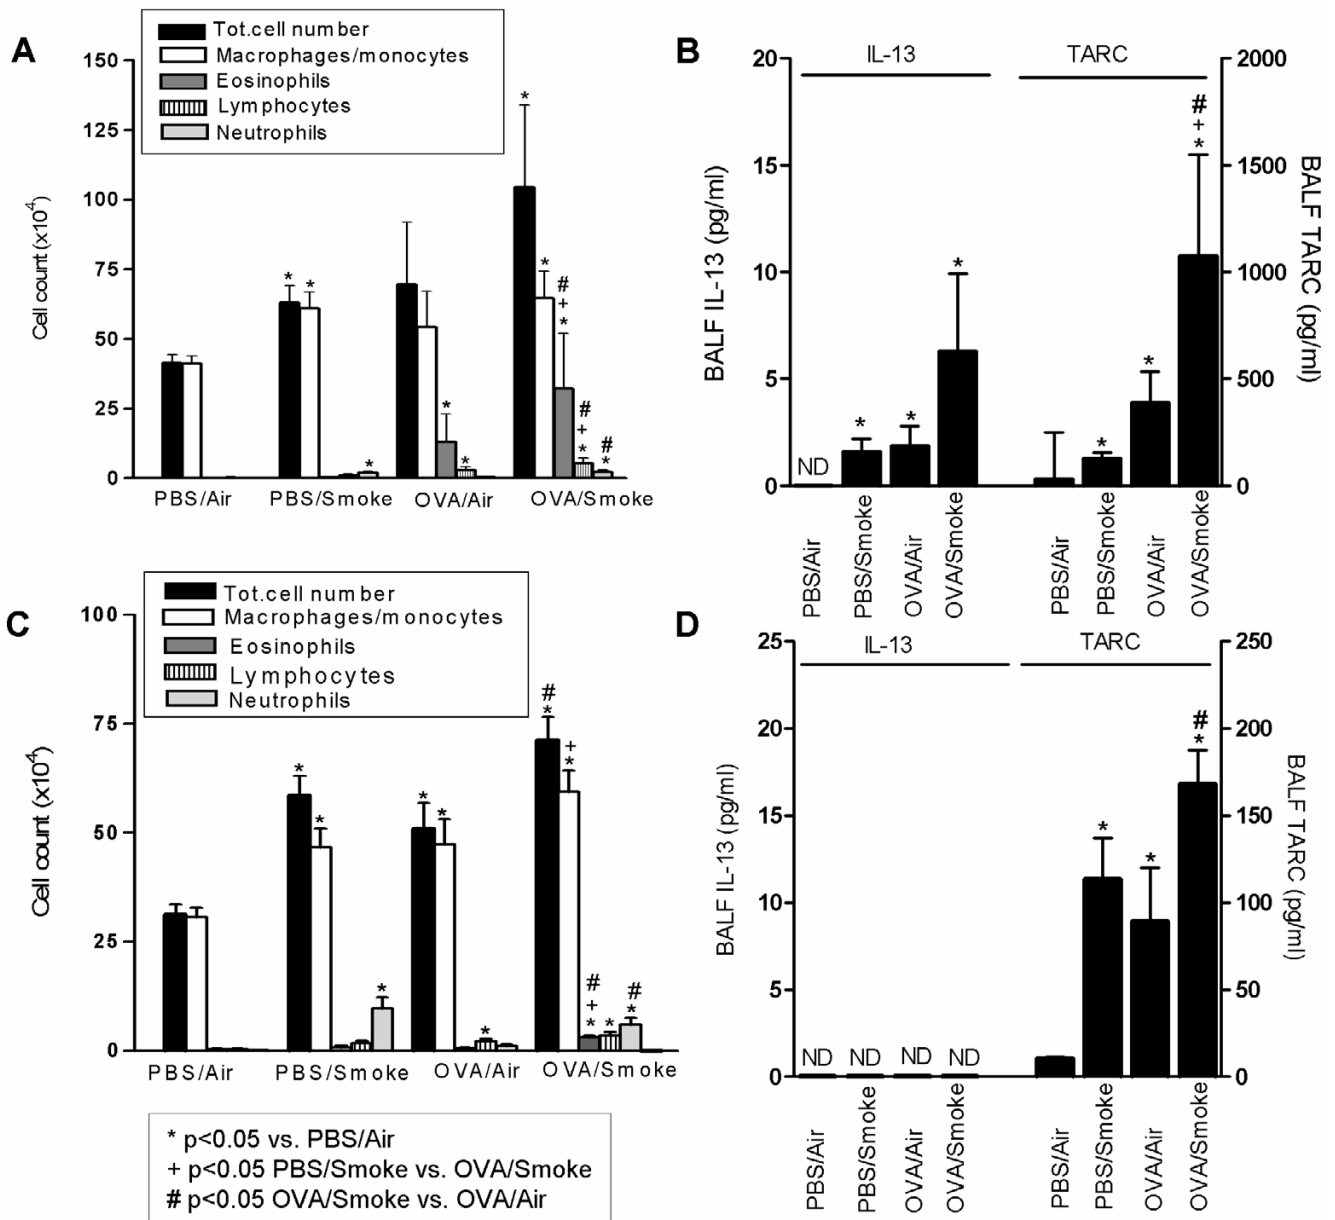 A
Tot.cell number
Macrophages/monocytes
Eosinophils
Lymphocytes
Neutrophils
Cell count (x10⁴)
150
125
100
75
50
25
0
* * * * * * * # + * # + * # *
PBS/Air PBS/Smoke OVA/Air OVA/Smoke
B
IL-13 TARC
BALF IL-13 (pg/ml)
20
15
10
5
0
BALF TARC (pg/ml)
2000
1500
1000
500
0
ND * * * * * # + *
PBS/Air PBS/Smoke OVA/Air OVA/Smoke PBS/Air PBS/Smoke OVA/Air OVA/Smoke
C
Tot.cell number
Macrophages/monocytes
Eosinophils
Lymphocytes
Neutrophils
Cell count (x10⁴)
100
75
50
25
0
* * * * * * # * + * # + * * # *
PBS/Air PBS/Smoke OVA/Air OVA/Smoke
D
IL-13 TARC
BALF IL-13 (pg/ml)
25
20
15
10
5
0
BALF TARC (pg/ml)
250
200
150
100
50
0
ND ND ND ND * * # *
PBS/Air PBS/Smoke OVA/Air OVA/Smoke PBS/Air PBS/Smoke OVA/Air OVA/Smoke
* p<0.05 vs. PBS/Air
+ p<0.05 PBS/Smoke vs. OVA/Smoke
# p<0.05 OVA/Smoke vs. OVA/Air